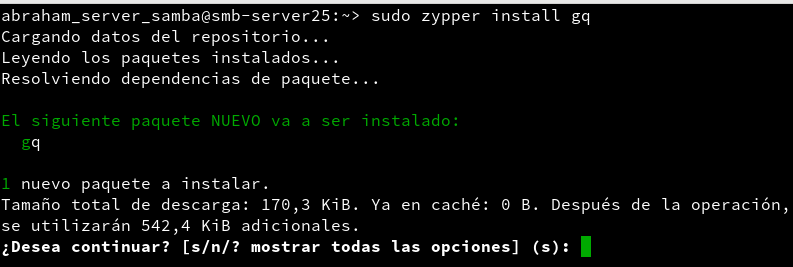 abraham_server_samba@smb-server25:~> sudo zypper install gq
Cargando datos del repositorio...
Leyendo los paquetes instalados...
Resolviendo dependencias de paquete...
El siguiente paquete NUEVO va a ser instalado:
gq
1 nuevo paquete a instalar.
Tamaño total de descarga: 170,3 KiB. Ya en caché: 0 B. Después de la operación,
se utilizarán 542,4 KiB adicionales.
¿Desea continuar? [s/n/? mostrar todas las opciones] (s):